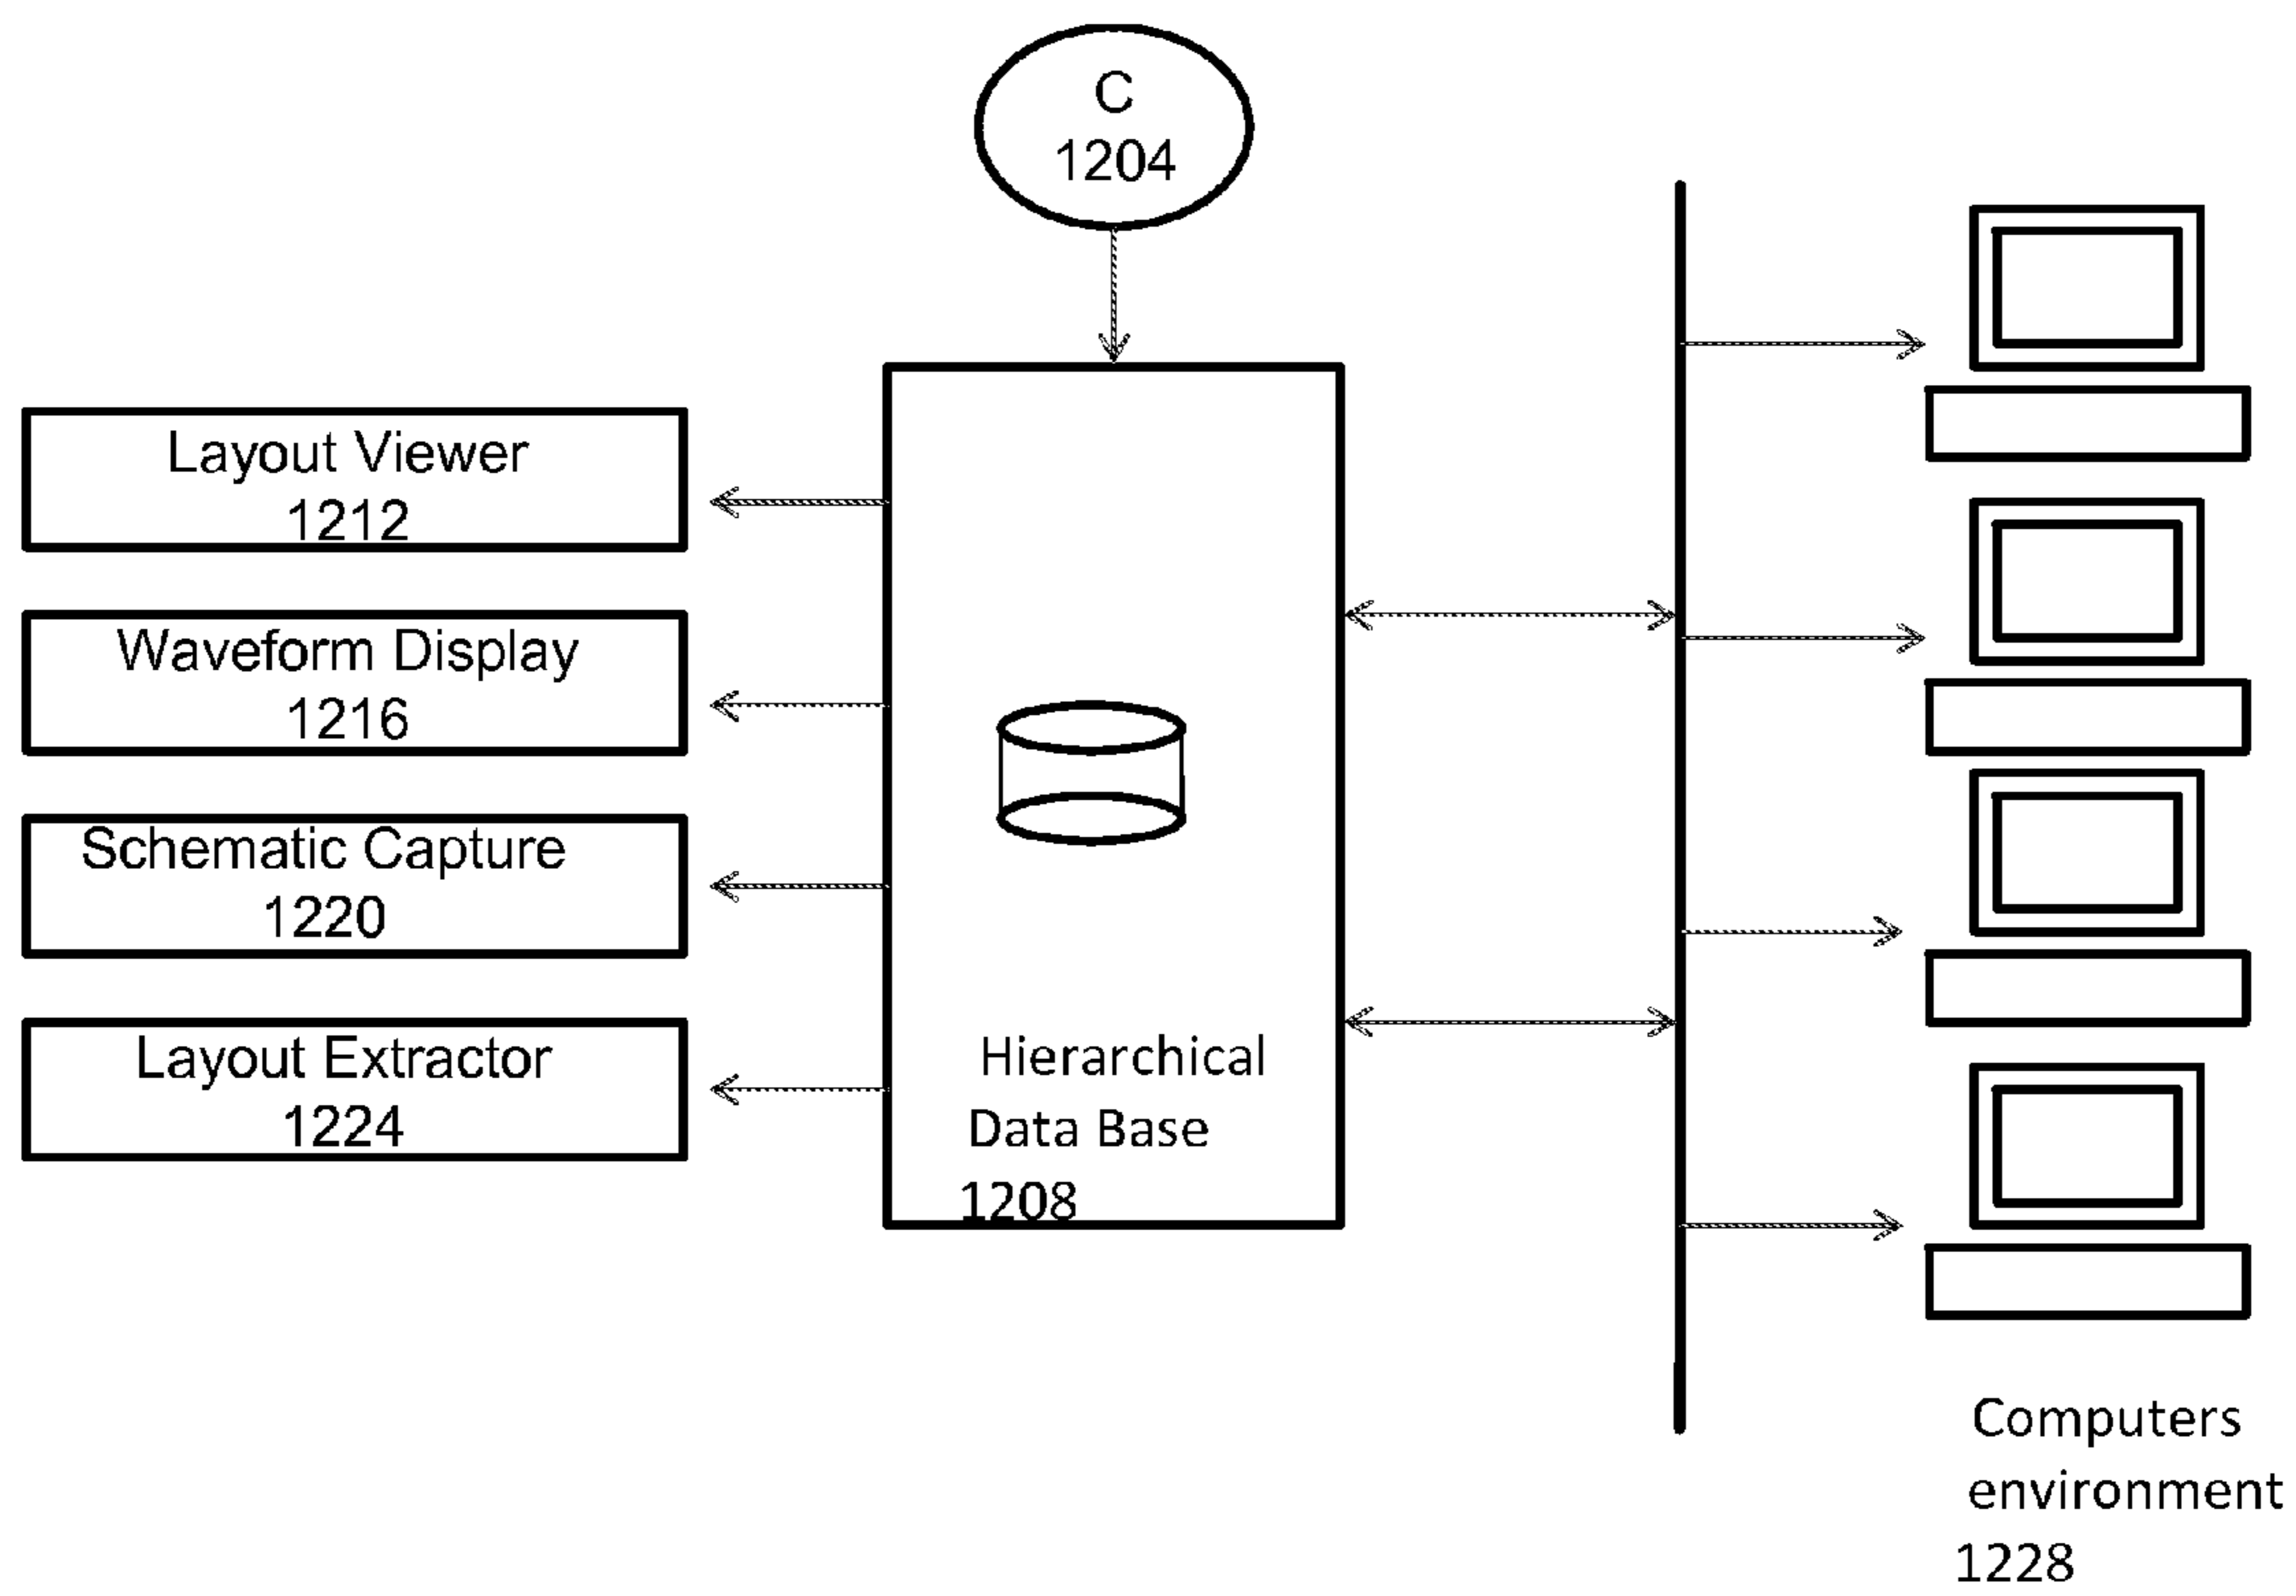 C
1204
Layout Viewer
1212
Waveform Display
1216
Schematic Capture
1220
Layout Extractor
1224
Hierarchical
Data Base
1208
Computers
environment
1228